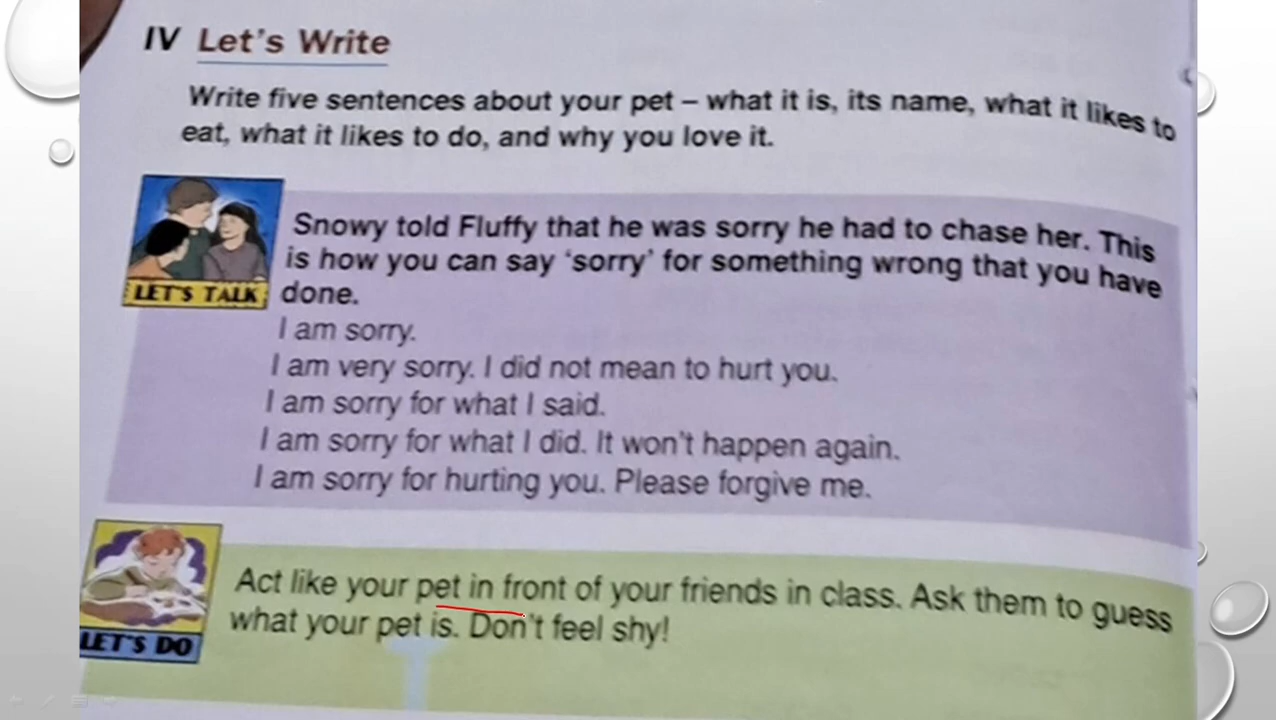 IV Let's Write
Write five sentences about your pet – what it is, its name, what it likes to
eat, what it likes to do, and why you love it.
Snowy told Fluffy that he was sorry he had to chase her. This
is how you can say 'sorry' for something wrong that you have
LET'S TALK done.
I am sorry.
I am very sorry. I did not mean to hurt you.
I am sorry for what I said.
I am sorry for what I did. It won't happen again.
I am sorry for hurting you. Please forgive me.
Act like your pet in front of your friends in class. Ask them to guess
what your pet is. Don't feel shy!
LET'S DO